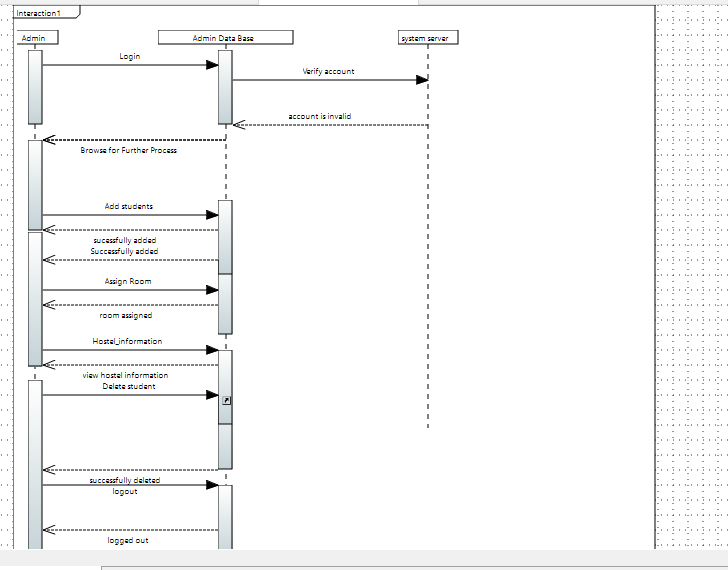 Interaction1
Admin
Admin Data Base
system server
Login
Verify account
account is invalid
Browse for Further Process
Add students
sucessfully added
Successfully added
Assign Room
room assigned
Hostel_information
view hostel information
Delete student
successfully deleted
logout
logged out